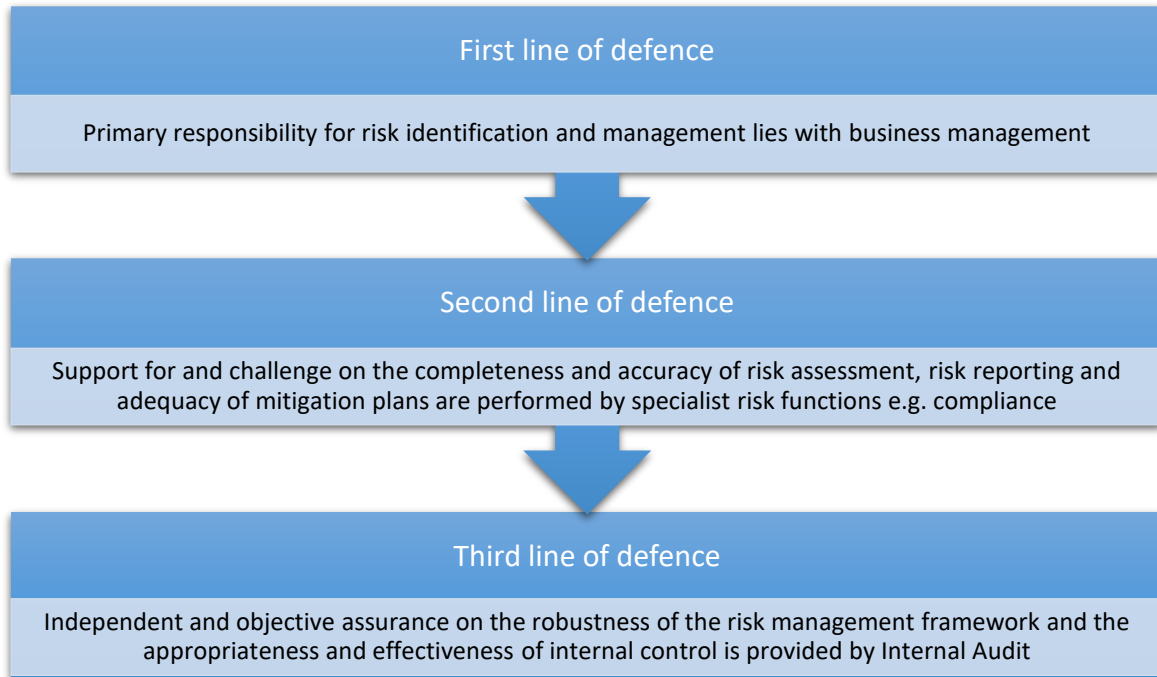 First line of defence
Primary responsibility for risk identification and management lies with business management
Second line of defence
Support for and challenge on the completeness and accuracy of risk assessment, risk reporting and
adequacy of mitigation plans are performed by specialist risk functions e.g. compliance
Third line of defence
Independent and objective assurance on the robustness of the risk management framework and the
appropriateness and effectiveness of internal control is provided by Internal Audit